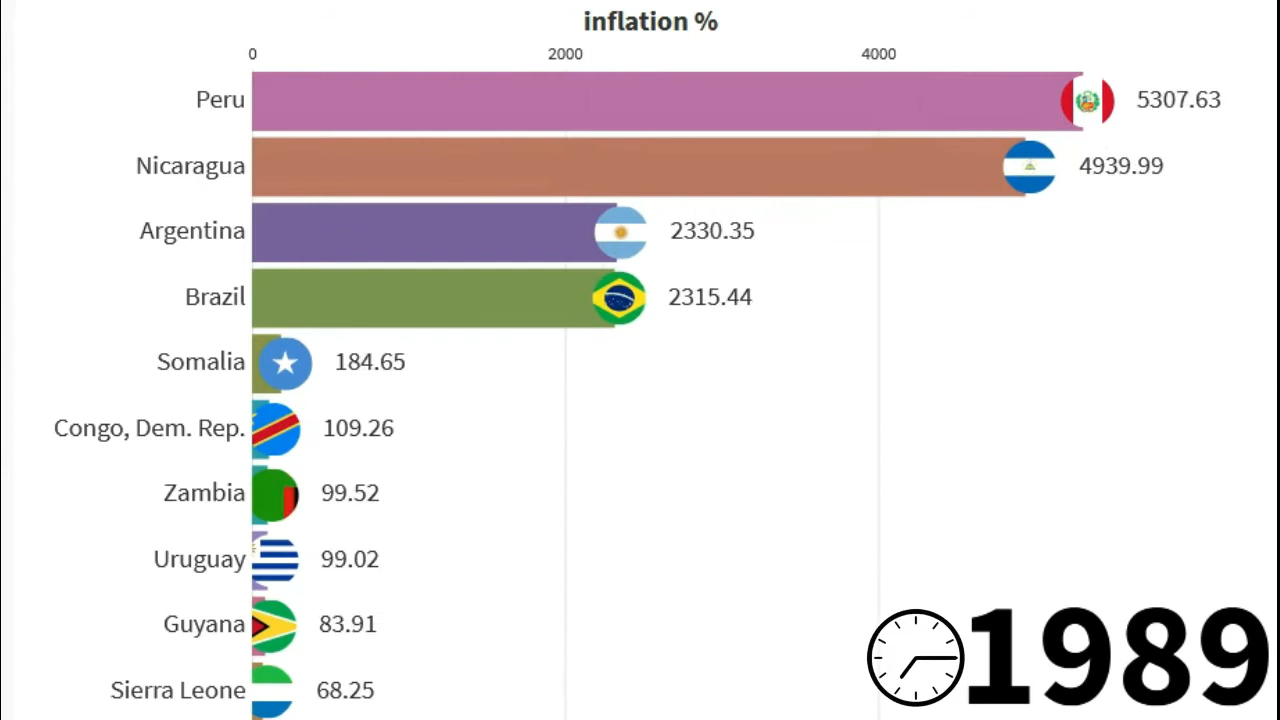 inflation %
0 2000 4000
Peru 5307.63
Nicaragua 4939.99
Argentina 2330.35
Brazil 2315.44
Somalia 184.65
Congo, Dem. Rep. 109.26
Zambia 99.52
Uruguay 99.02
Guyana 83.91
Sierra Leone 68.25
1989